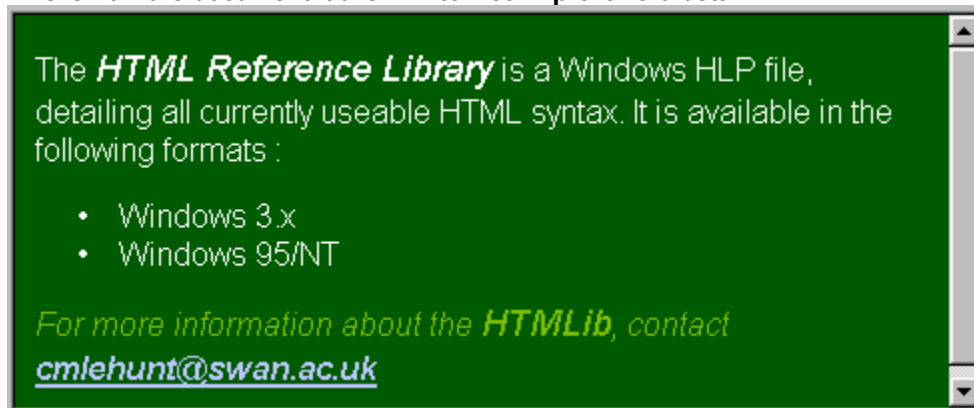 The HTML Reference Library is a Windows HLP file,
detailing all currently useable HTML syntax. It is available in the
following formats :
• Windows 3.x
• Windows 95/NT
For more information about the HTMLib, contact
cmlehunt@swan.ac.uk